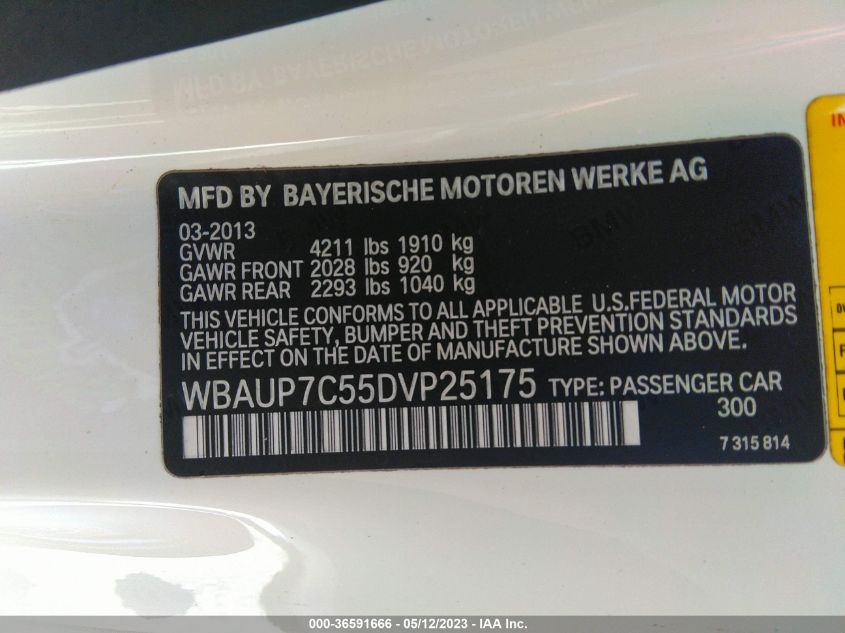 MFD BY BAYERISCHE MOTOREN WERKE AG
03-2013
GVWR 4211 lbs 1910 kg
GAWR FRONT 2028 lbs 920 kg
GAWR REAR 2293 lbs 1040 kg
THIS VEHICLE CONFORMS TO ALL APPLICABLE U.S.FEDERAL MOTOR
VEHICLE SAFETY, BUMPER AND THEFT PREVENTION STANDARDS
IN EFFECT ON THE DATE OF MANUFACTURE SHOWN ABOVE.
WBAUP7C55DVP25175 TYPE: PASSENGER CAR
300
7 315 814
000-36591666 - 05/12/2023 - IAA Inc.